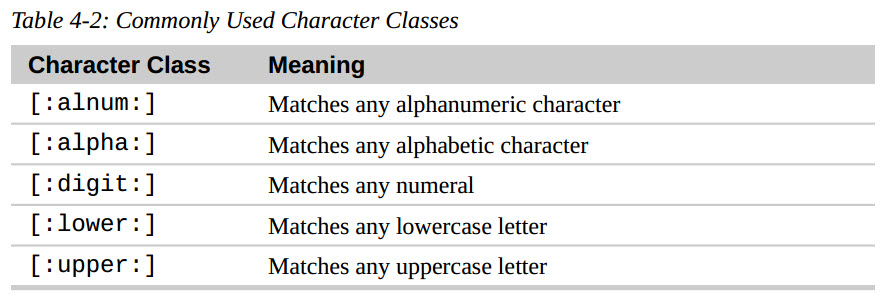 Table 4-2: Commonly Used Character Classes
Character Class Meaning
[:alnum:] Matches any alphanumeric character
[:alpha:] Matches any alphabetic character
[:digit:] Matches any numeral
[:lower:] Matches any lowercase letter
[:upper:] Matches any uppercase letter